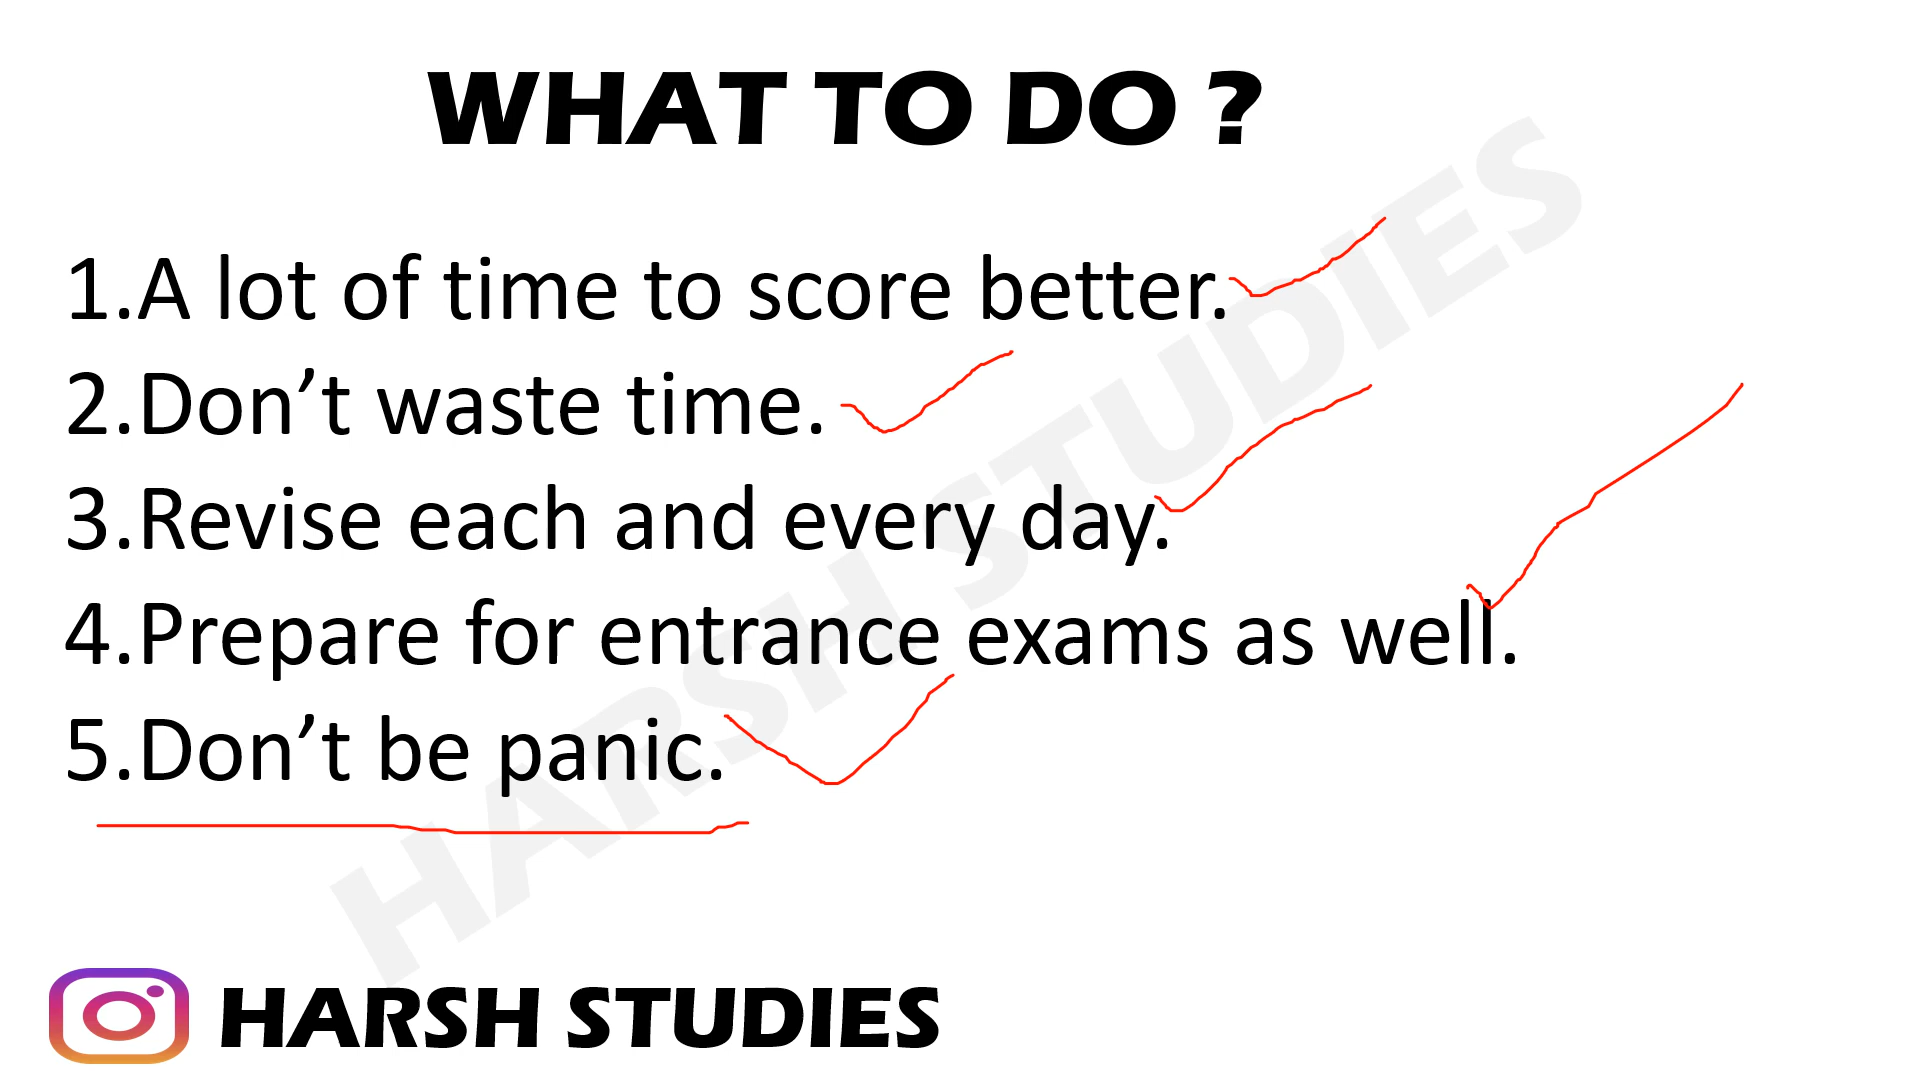 WHAT TO DO ?
1.A lot of time to score better.
2.Don’t waste time.
3.Revise each and every day.
4.Prepare for entrance exams as well.
5.Don’t be panic.
HARSH STUDIES
HARSH STUDIES